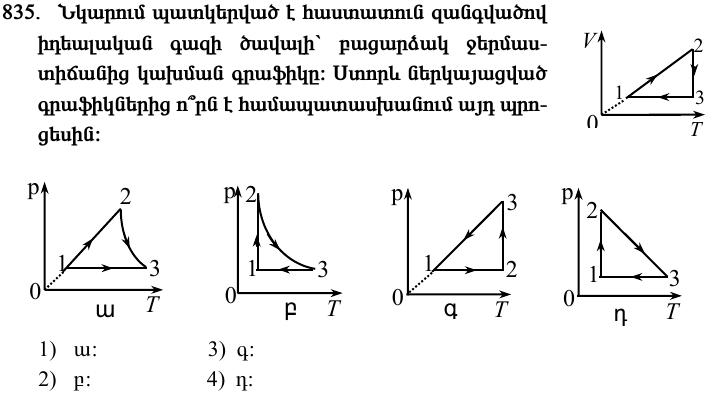 835. Նկարում պատկերված է հաստատուն զանգվածով
իդեալական գազի ծավալի՝ բացարձակ ջերմաս-
տիճանից կախման գրաֆիկը: Ստորև ներկայացված
գրաֆիկներից ո՞րն է համապատասխանում այդ պրո-
ցեսին:
V 2
1 3
0 T
p 2
1 3
0 T
ա
p 2
1 3
0 T
բ
p 3
1 2
0 T
գ
p 2
1 3
0 T
դ
1) ա: 3) գ:
2) բ: 4) դ: